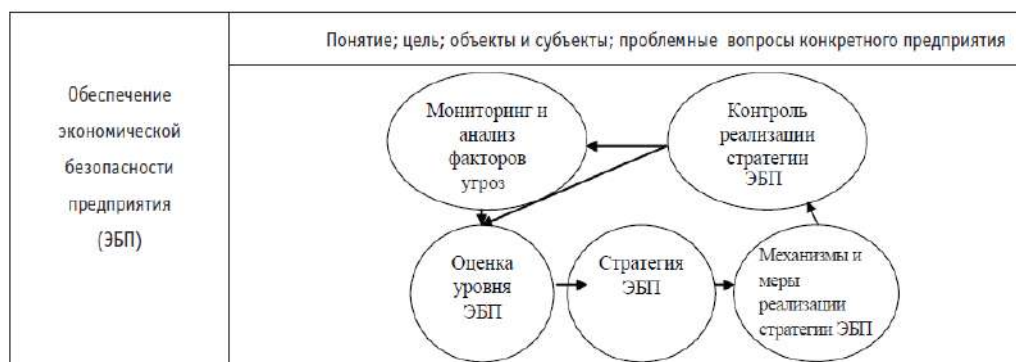 Понятие; цель; объекты и субъекты; проблемные вопросы конкретного предприятия
Обеспечение
экономической
безопасности
предприятия
(ЭБП)
Мониторинг и
анализ
факторов
угроз
Контроль
реализации
стратегии
ЭБП
Оценка
уровня
ЭБП
Стратегия
ЭБП
Механизмы и
меры
реализации
стратегии ЭБП